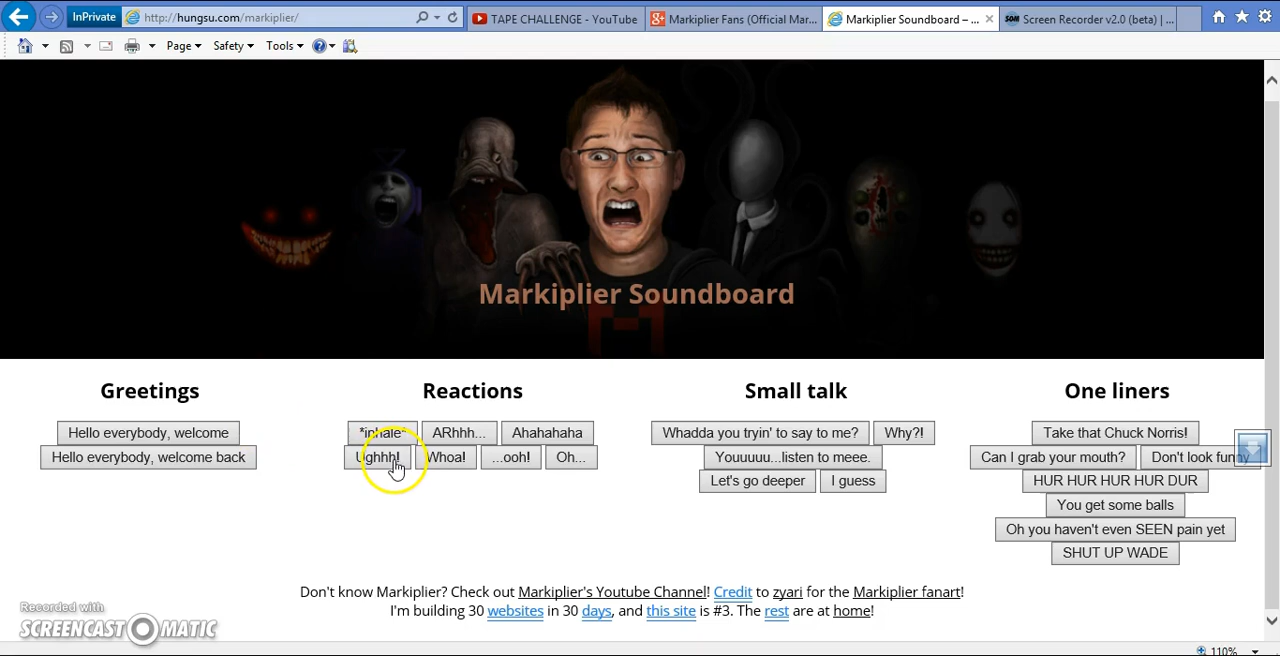 InPrivate http://hungsu.com/markiplier/ TAPE CHALLENGE - YouTube Markiplier Fans (Official Mar... Markiplier Soundboard – ... Screen Recorder v2.0 (beta) | ...
Page Safety Tools
Markiplier Soundboard
Greetings Reactions Small talk One liners
Hello everybody, welcome *inhale* ARhhh... Ahahahaha Whadda you tryin' to say to me? Why?! Take that Chuck Norris!
Hello everybody, welcome back Ughhh! Whoa! ...ooh! Oh... Youuuuu...listen to meee. Can I grab your mouth? Don't look funny
Let's go deeper I guess HUR HUR HUR HUR DUR
You get some balls
Oh you haven't even SEEN pain yet
SHUT UP WADE
Don't know Markiplier? Check out Markiplier's Youtube Channel! Credit to zyari for the Markiplier fanart!
I'm building 30 websites in 30 days, and this site is #3. The rest are at home!
Recorded with
SCREENCAST-O-MATIC
110%